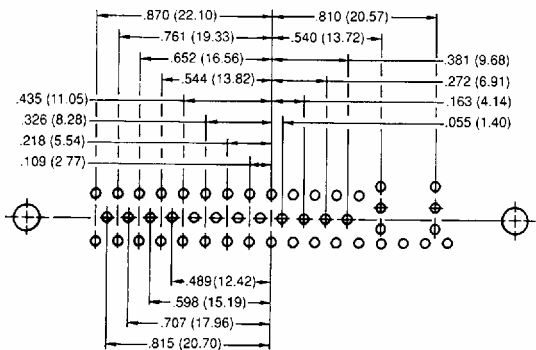 .870 (22.10) .810 (20.57)
.761 (19.33) .540 (13.72)
.652 (16.56) .381 (9.68)
.544 (13.82) .272 (6.91)
.435 (11.05) .163 (4.14)
.326 (8.28) .055 (1.40)
.218 (5.54)
.109 (2.77)
.489(12.42)
.598 (15.19)
.707 (17.96)
.815 (20.70)